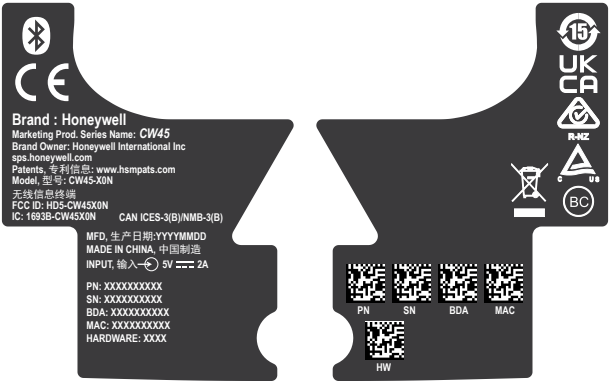 CE
Brand : Honeywell
Marketing Prod. Series Name: CW45
Brand Owner: Honeywell International Inc
sps.honeywell.com
Patents, 专利信息: www.hsmpats.com
Model, 型号: CW45-X0N
无线信息终端
FCC ID: HD5-CW45X0N
IC: 1693B-CW45X0N CAN ICES-3(B)/NMB-3(B)
MFD, 生产日期:YYYYMMDD
MADE IN CHINA, 中国制造
INPUT, 输入 5V 2A
PN: XXXXXXXXXX
SN: XXXXXXXXXX
BDA: XXXXXXXXXX
MAC: XXXXXXXXXX
HARDWARE: XXXX
15
UK
CA
R-NZ
C US
BC
PN SN BDA MAC
HW